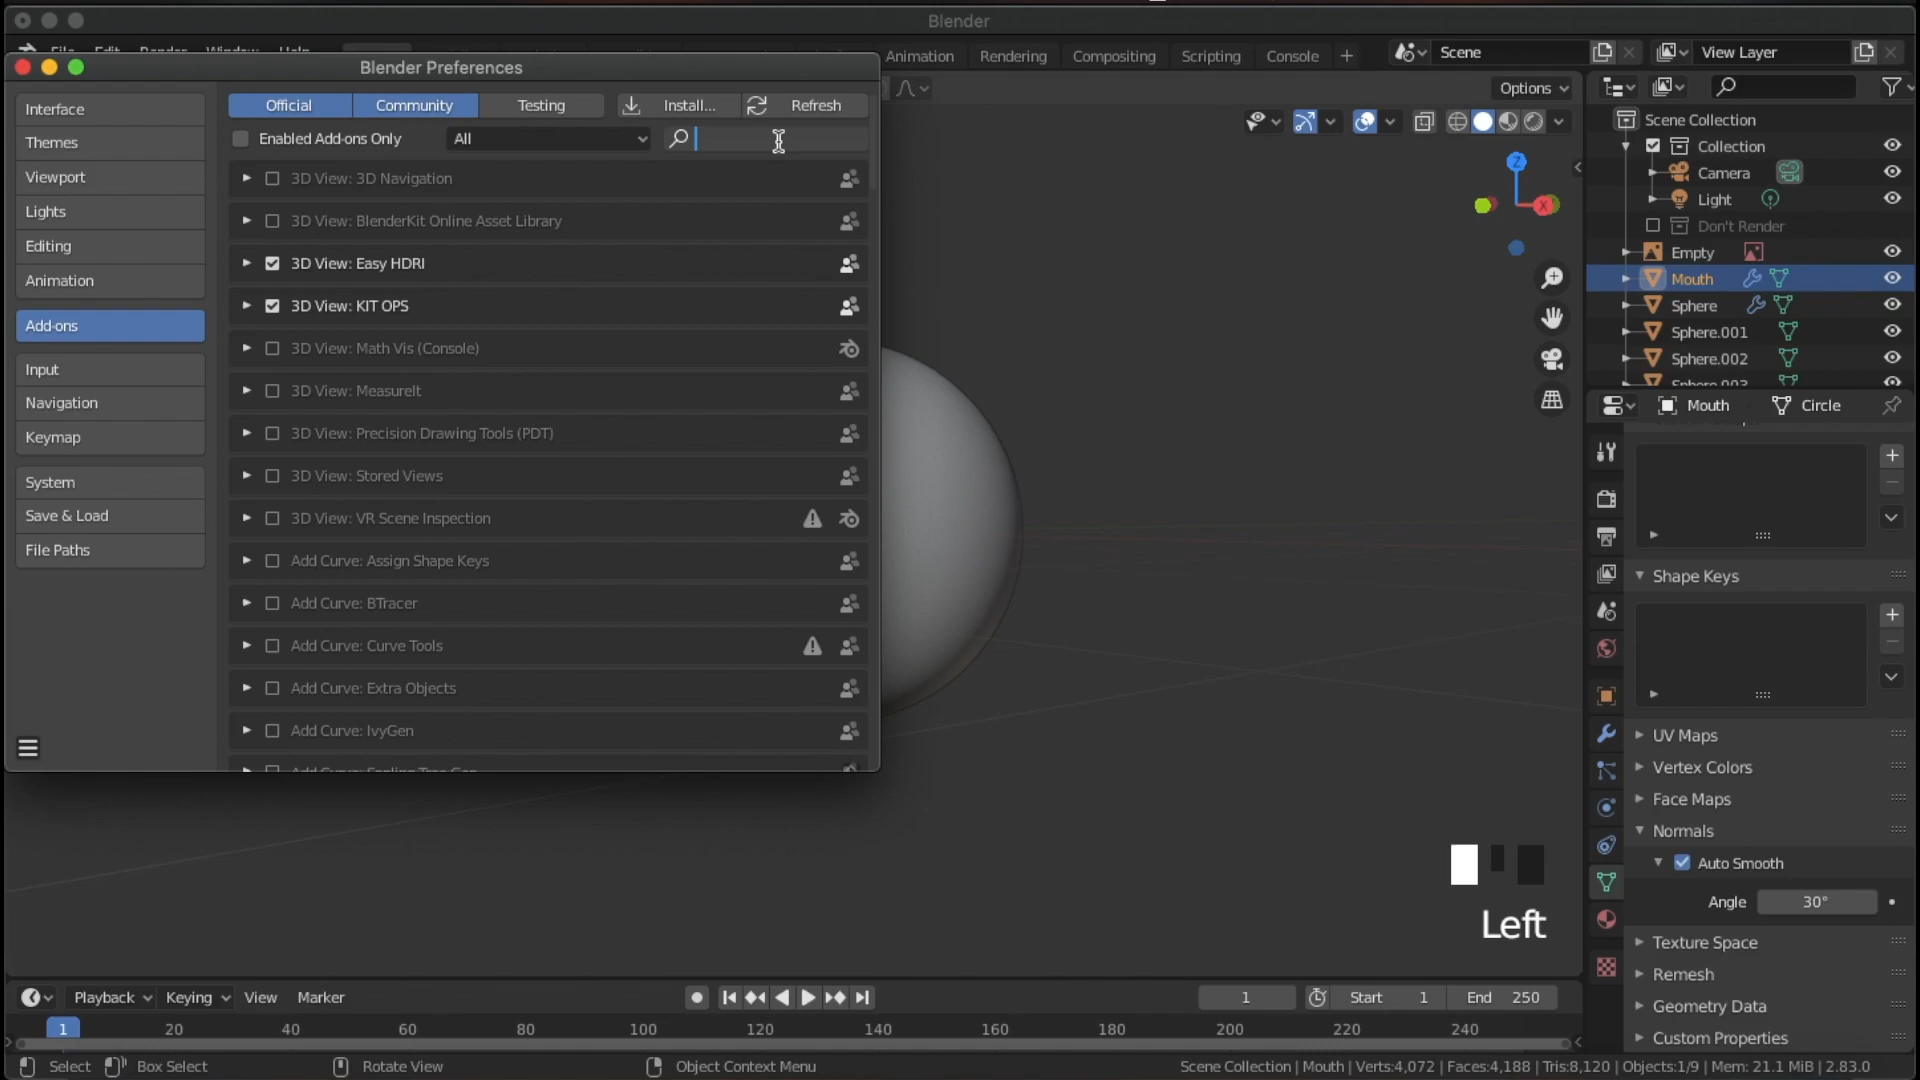 Blender
File Edit Render Window Help
Animation Rendering Compositing Scripting Console + Scene View Layer
Blender Preferences
Options
Interface
Themes
Viewport
Lights
Editing
Animation
Add-ons
Input
Navigation
Keymap
System
Save & Load
File Paths
Official Community Testing Install... Refresh
Enabled Add-ons Only All
3D View: 3D Navigation
3D View: BlenderKit Online Asset Library
3D View: Easy HDRI
3D View: KIT OPS
3D View: Math Vis (Console)
3D View: MeasureIt
3D View: Precision Drawing Tools (PDT)
3D View: Stored Views
3D View: VR Scene Inspection
Add Curve: Assign Shape Keys
Add Curve: BTracer
Add Curve: Curve Tools
Add Curve: Extra Objects
Add Curve: IvyGen
Z
X
Left
Scene Collection
Collection
Camera
Light
Don't Render
Empty
Mouth
Sphere
Sphere.001
Sphere.002
Sphere.003
Mouth Circle
Shape Keys
UV Maps
Vertex Colors
Face Maps
Normals
Auto Smooth
Angle 30°
Texture Space
Remesh
Geometry Data
Custom Properties
Playback Keying View Marker 1 Start 1 End 250
1 20 40 60 80 100 120 140 160 180 200 220 240
Select Box Select Rotate View Object Context Menu Scene Collection | Mouth | Verts:4,072 | Faces:4,188 | Tris:8,120 | Objects:1/9 | Mem: 21.1 MiB | 2.83.0